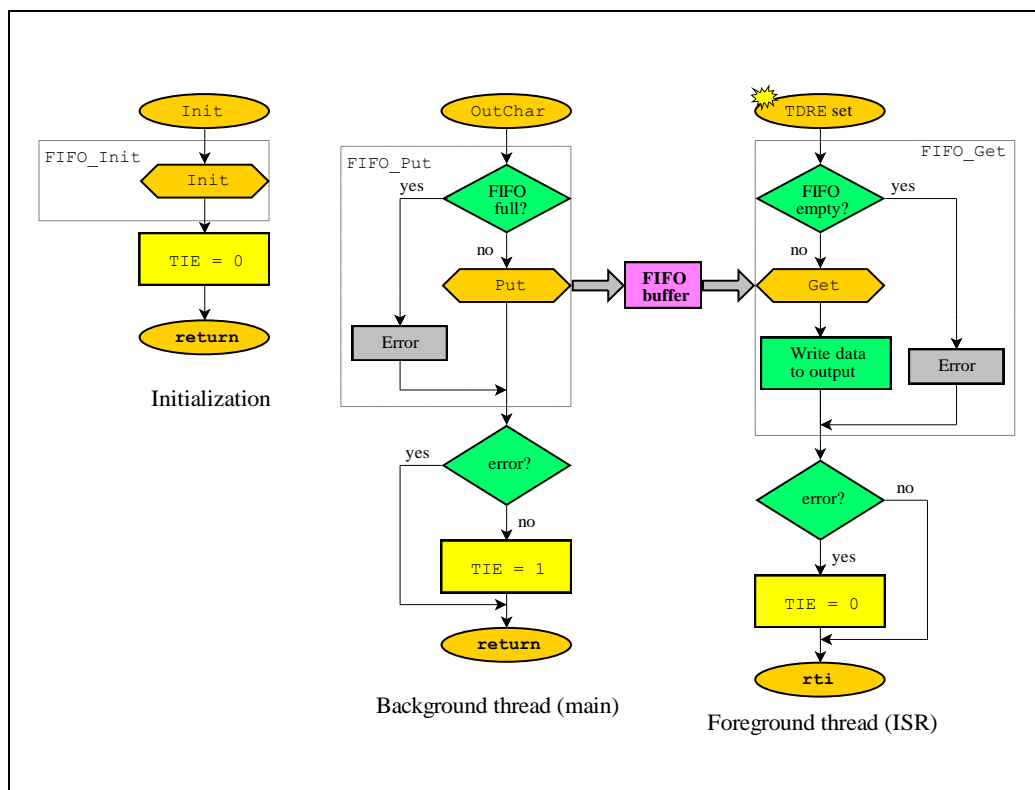 Init
FIFO_Init
Init
TIE = 0
return
Initialization
OutChar
FIFO_Put
yes
FIFO
full?
no
Put
Error
error?
yes
no
TIE = 1
return
Background thread (main)
FIFO
buffer
TDRE set
FIFO_Get
FIFO
empty?
yes
no
Get
Write data
to output
Error
error?
no
yes
TIE = 0
rti
Foreground thread (ISR)